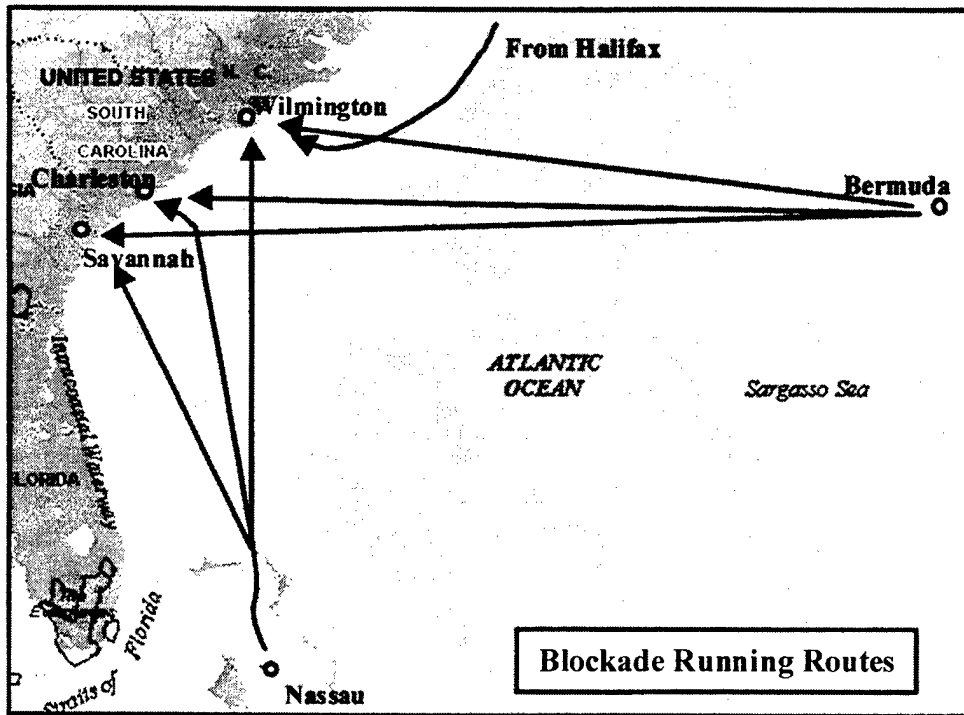 From Halifax
UNITED STATES
N. C.
Wilmington
SOUTH
CAROLINA
Charleston
Bermuda
Savannah
ATLANTIC
OCEAN
Sargasso Sea
Intracoastal Waterway
LORIDA
Straits of Florida
Nassau
Blockade Running Routes